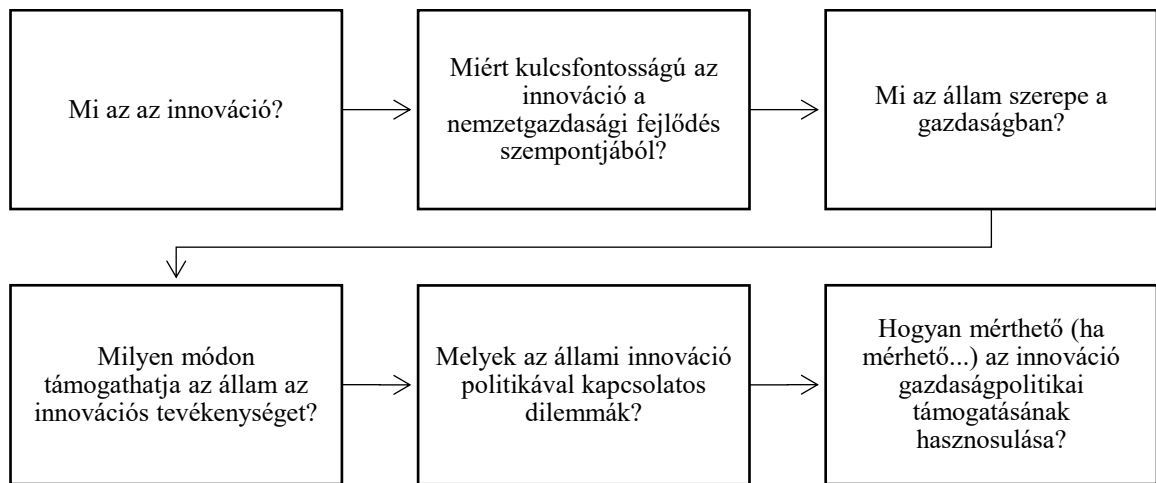 Mi az az innováció?
Miért kulcsfontosságú az
innováció a
nemzetgazdasági fejlődés
szempontjából?
Mi az állam szerepe a
gazdaságban?
Milyen módon
támogathatja az állam az
innovációs tevékenységet?
Melyek az állami innováció
politikával kapcsolatos
dilemmák?
Hogyan mérthető (ha
mérhető...) az innováció
gazdaságpolitikai
támogatásának
hasznosulása?